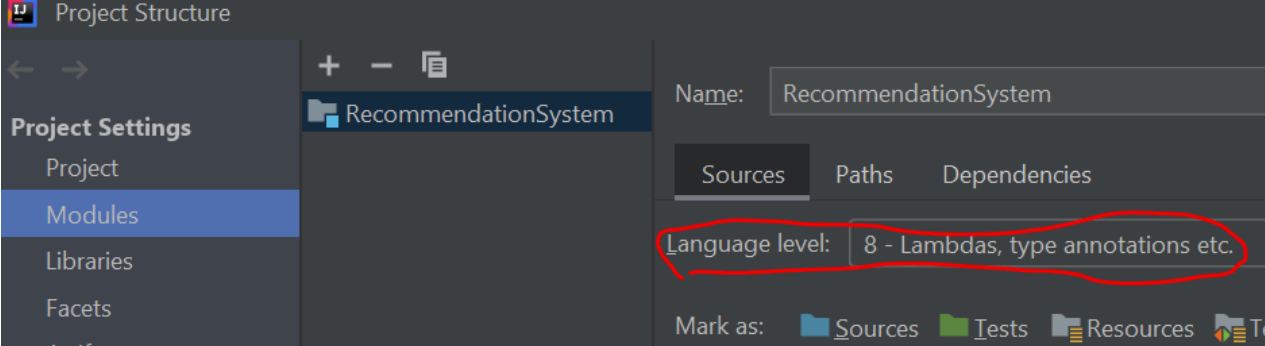 Project Structure
Project Settings
Project
Modules
Libraries
Facets
RecommendationSystem
Name: RecommendationSystem
Sources Paths Dependencies
Language level: 8 - Lambdas, type annotations etc.
Mark as: Sources Tests Resources